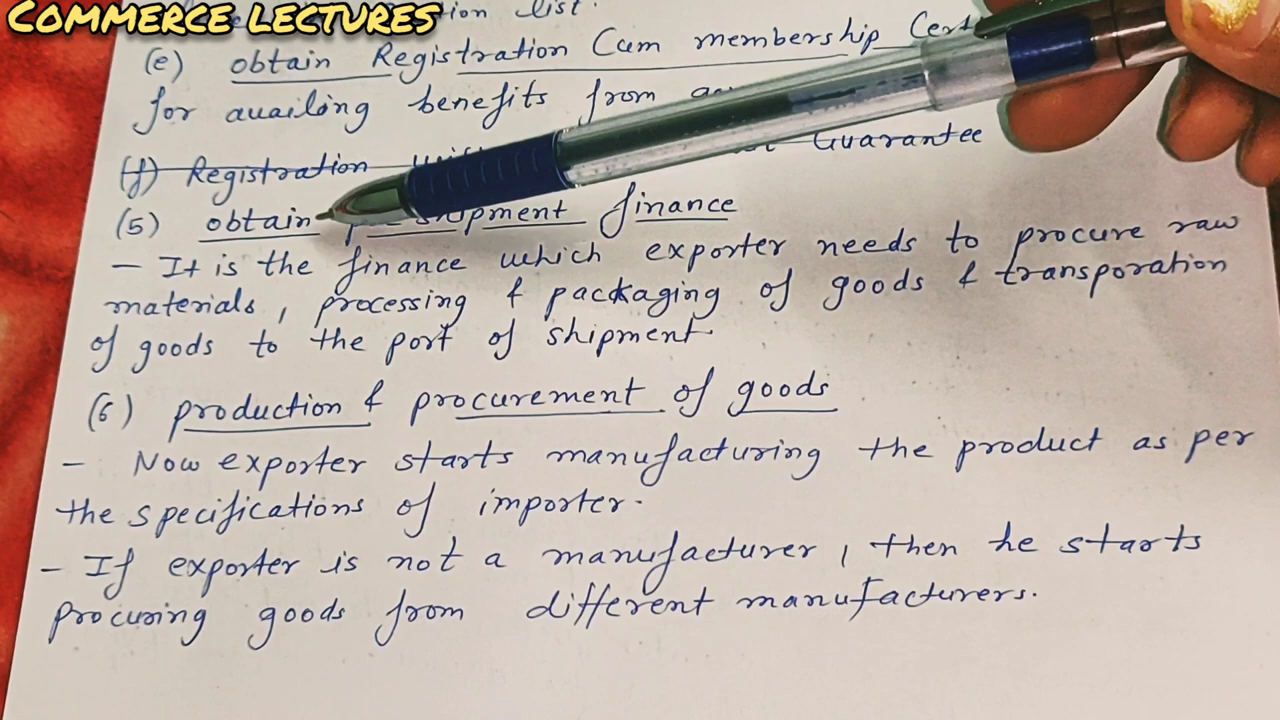 COMMERCE LECTURES
list.
(e) obtain Registration Cum membership
for availing benefits from
(f) Registration Guarantee
(5) obtain shipment finance
- It is the finance which exporter needs to procure raw
materials, processing & packaging of goods & transporation
of goods to the port of shipment
(6) production & procurement of goods
- Now exporter starts manufacturing the product as per
the specifications of importer.
- If exporter is not a manufacturer, then he starts
procuring goods from different manufacturers.